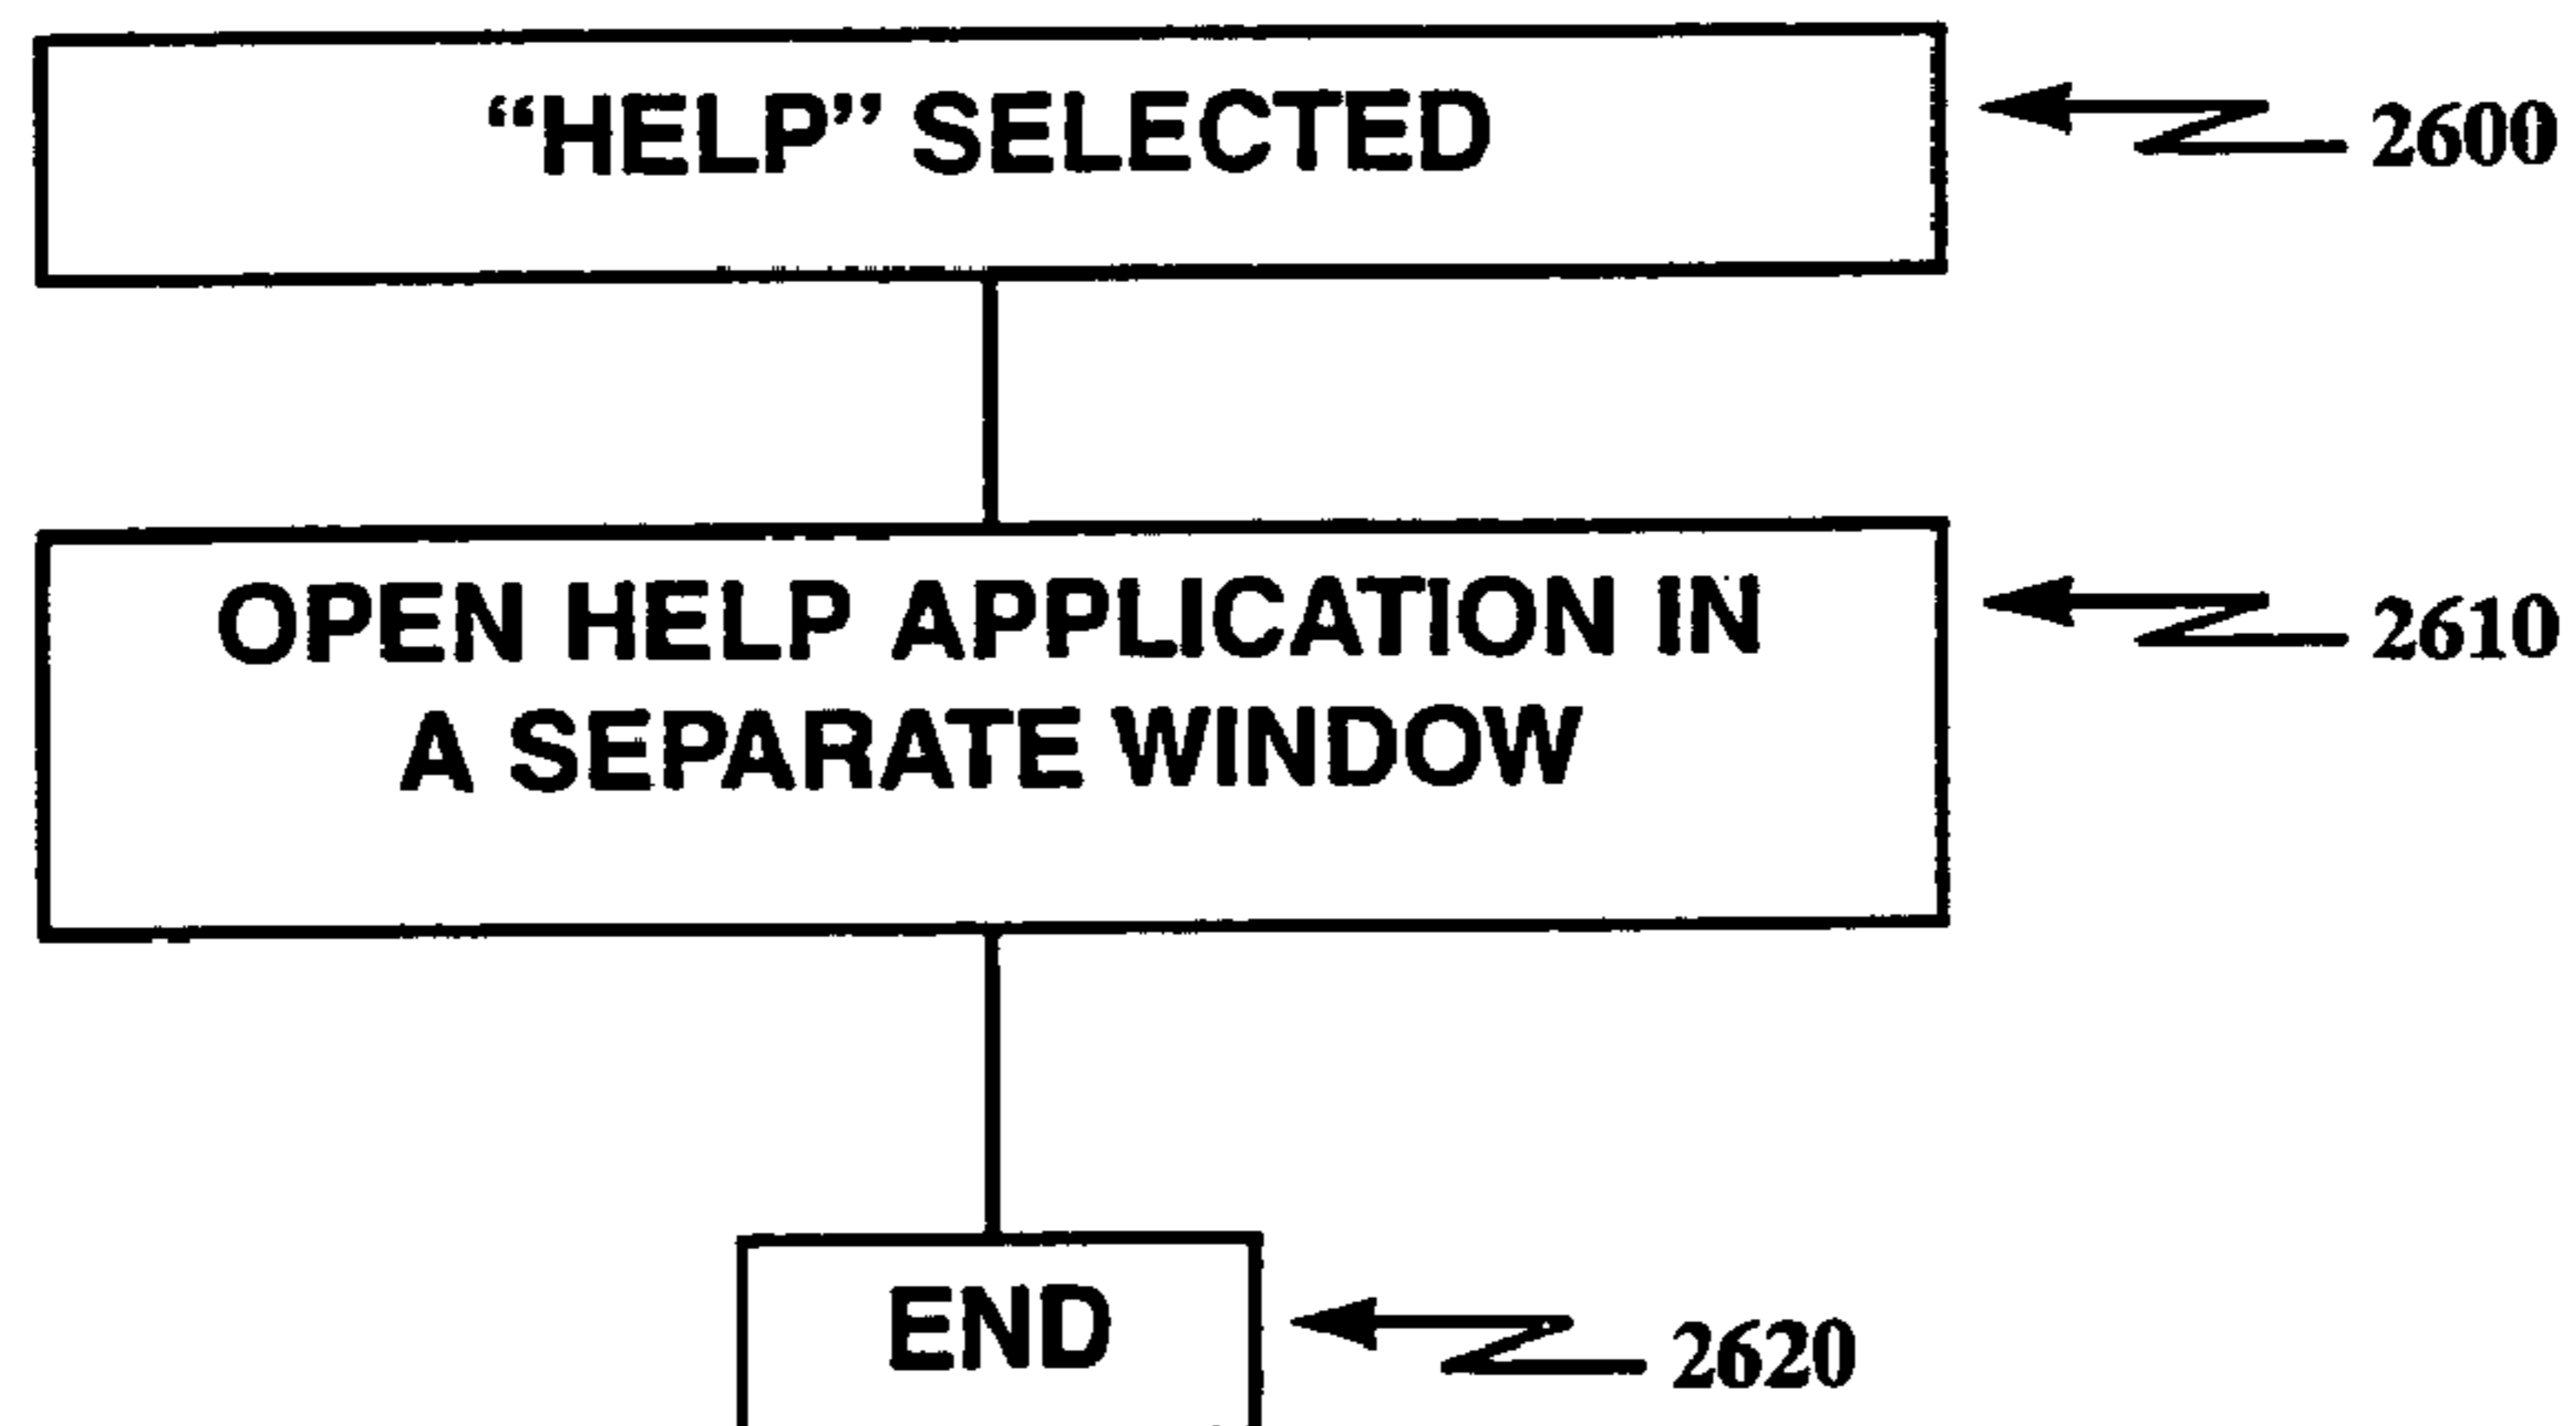 “HELP” SELECTED
2600
OPEN HELP APPLICATION IN
A SEPARATE WINDOW
2610
END
2620